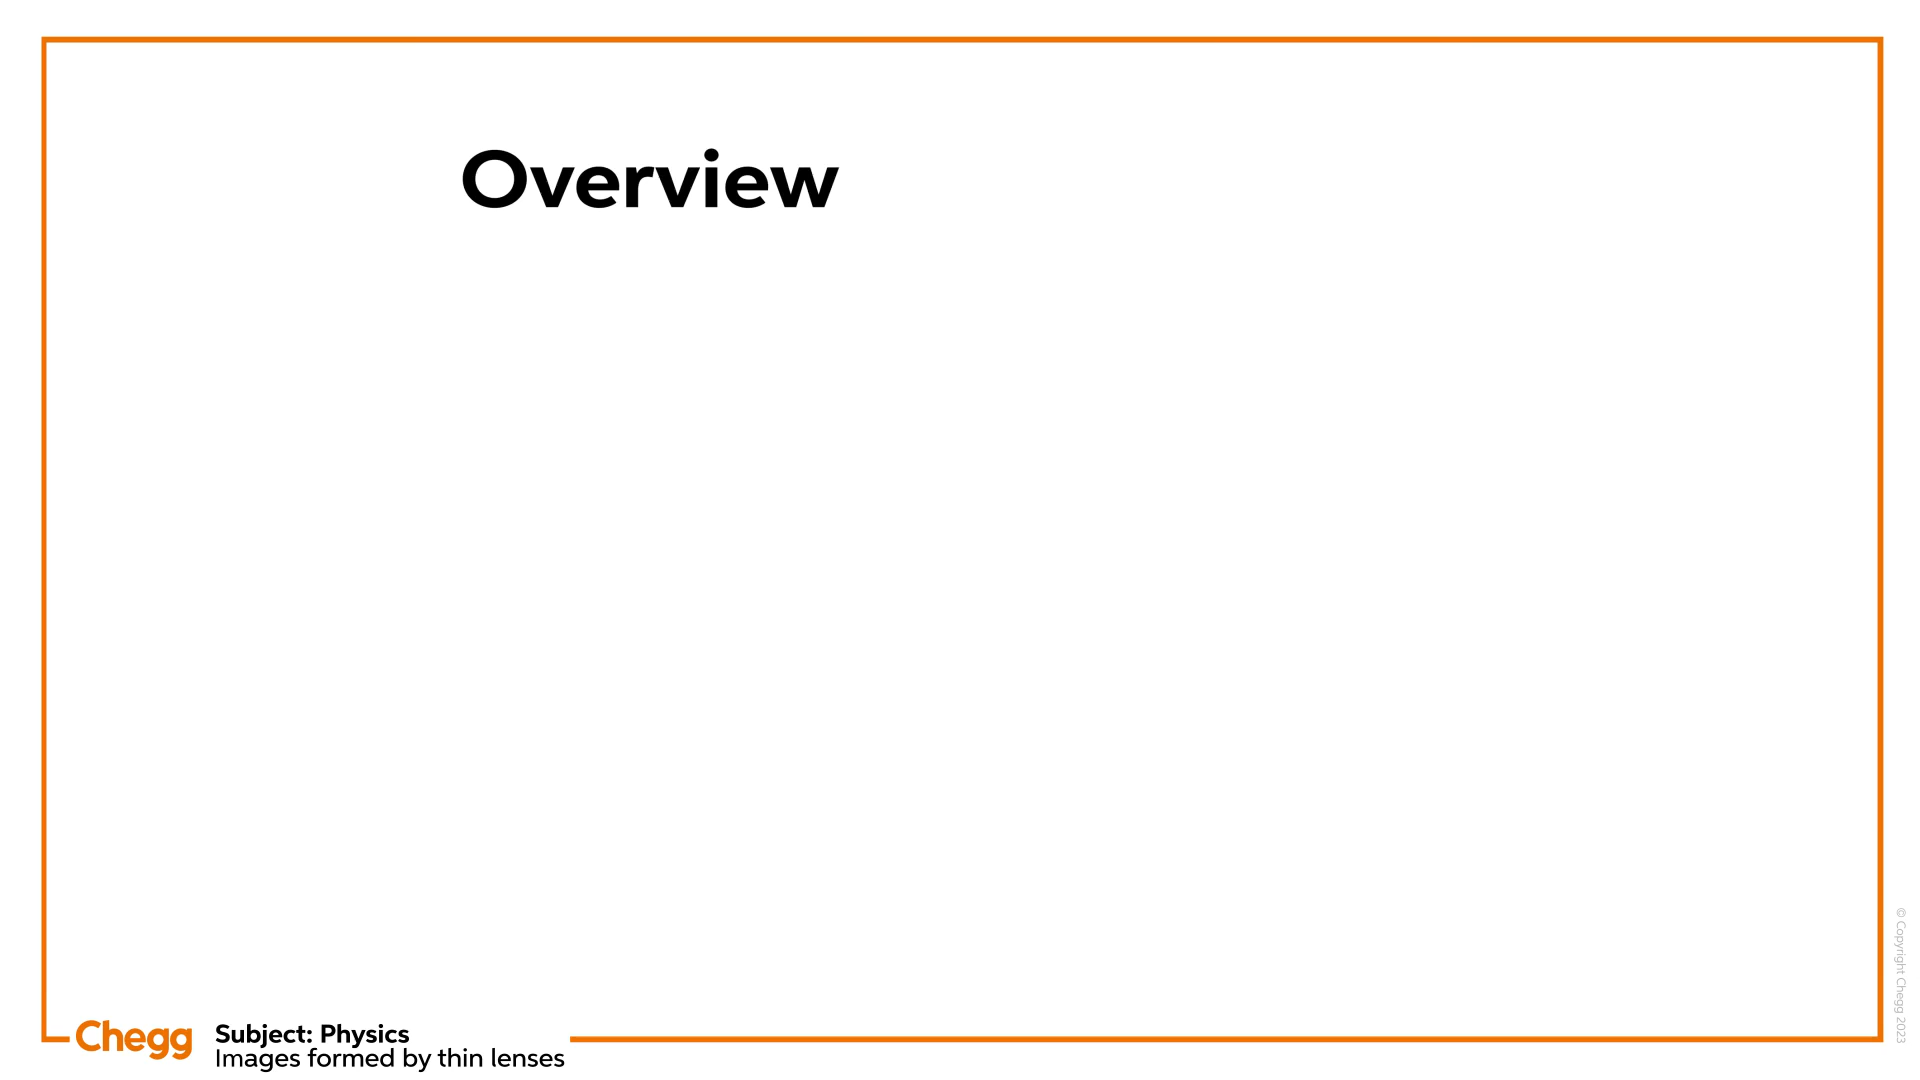 Overview
Chegg
Subject: Physics
Images formed by thin lenses
© Copyright Chegg 2023